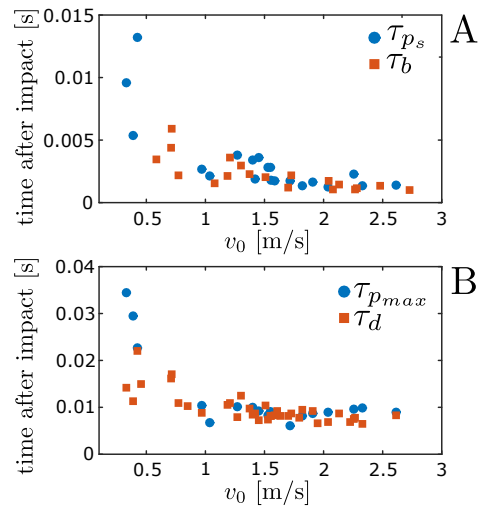 0.015
0.01
0.005
0
time after impact [s]
τ_{p_s}
τ_b
A
0.5 1 1.5 2 2.5 3
v_0 [m/s]
0.04
0.03
0.02
0.01
0
time after impact [s]
τ_{p_{max}}
τ_d
B
0.5 1 1.5 2 2.5 3
v_0 [m/s]